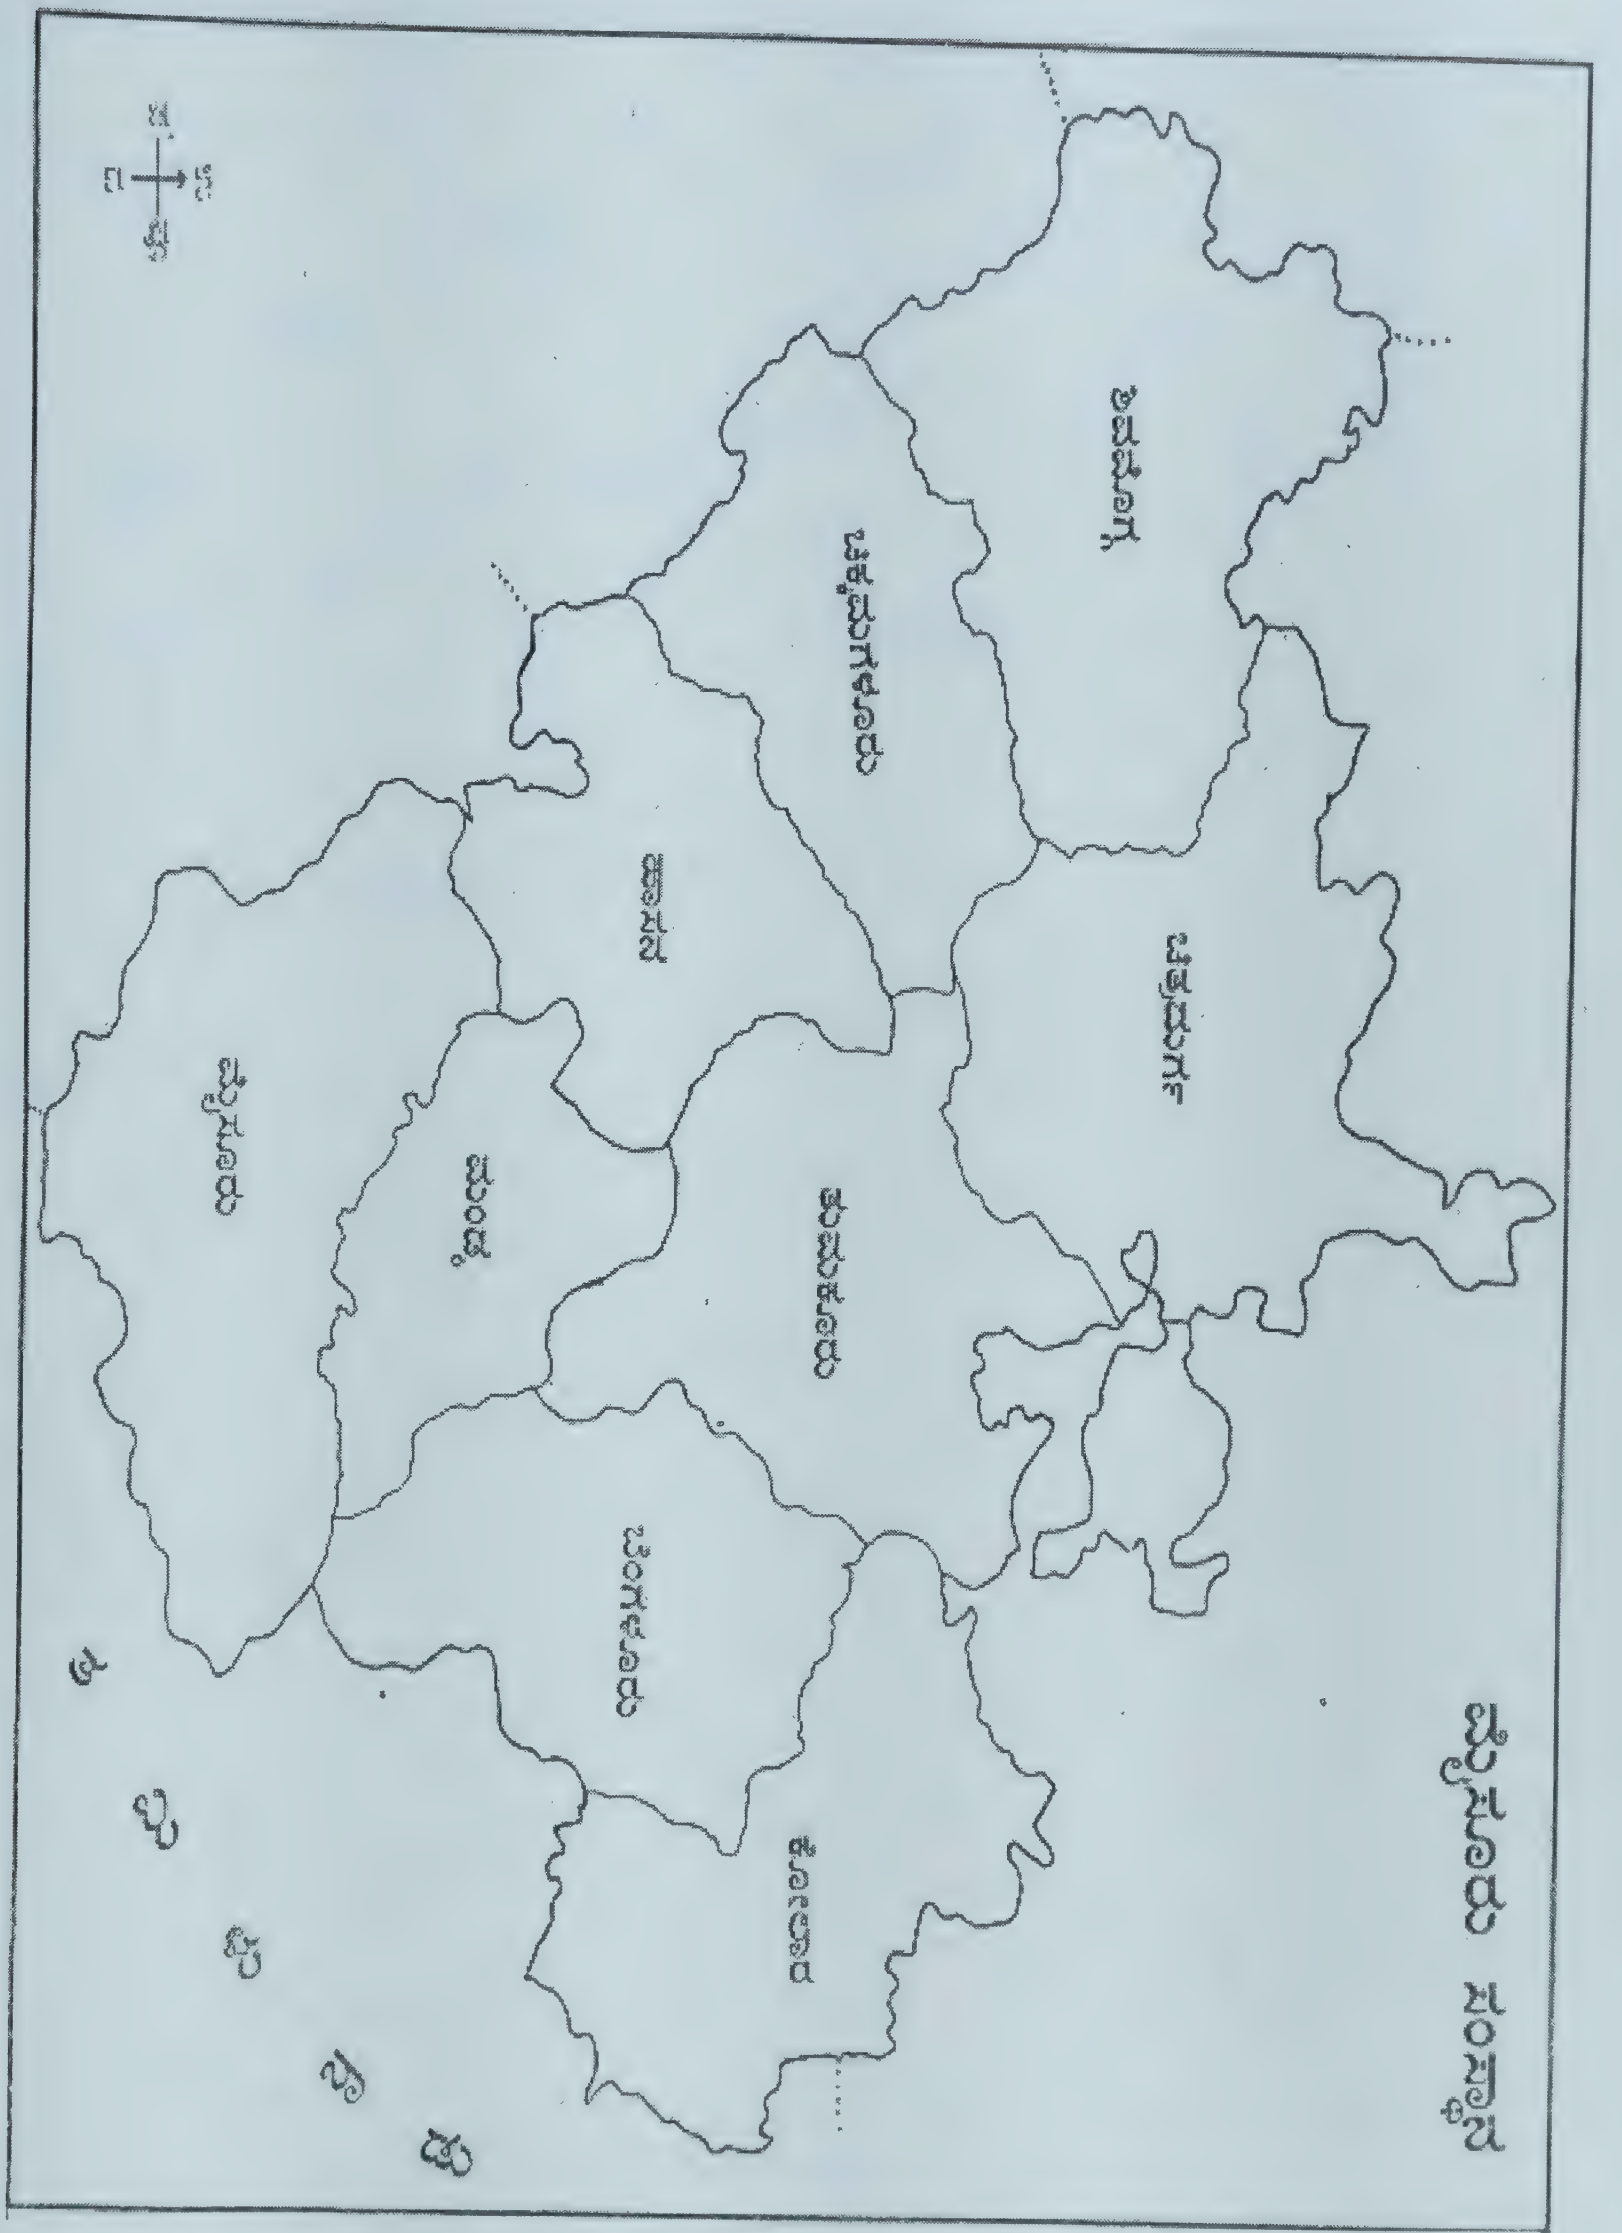 ಮೈಸೂರು ಸಂಸ್ಥಾನ
ಶಿವಮೊಗ್ಗ
ಚಿತ್ರದುರ್ಗ
ಚಿಕ್ಕಮಗಳೂರು
ತುಮಕೂರು
ಕೋಲಾರ
ಹಾಸನ
ಬೆಂಗಳೂರು
ಮಂಡ್ಯ
ಮೈಸೂರು
ಉ
ಪ
ಪೂ
ದ